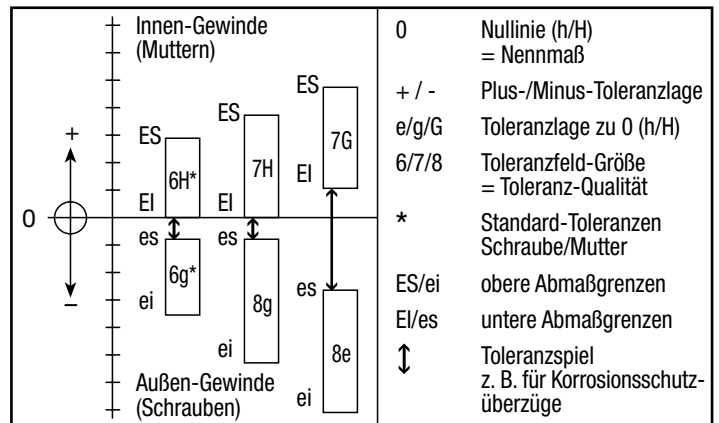 Innen-Gewinde
(Muttern)
ES
ES
ES
+
6H*
7H
7G
EI
EI
EI
0
es
es
es
6g*
8g
8e
ei
ei
ei
–
Außen-Gewinde
(Schrauben)
0 Nullinie (h/H)
= Nennmaß
+ / - Plus-/Minus-Toleranzlage
e/g/G Toleranzlage zu 0 (h/H)
6/7/8 Toleranzfeld-Größe
= Toleranz-Qualität
* Standard-Toleranzen
Schraube/Mutter
ES/ei obere Abmaßgrenzen
EI/es untere Abmaßgrenzen
↕ Toleranzspiel
z. B. für Korrosionsschutz-
überzüge